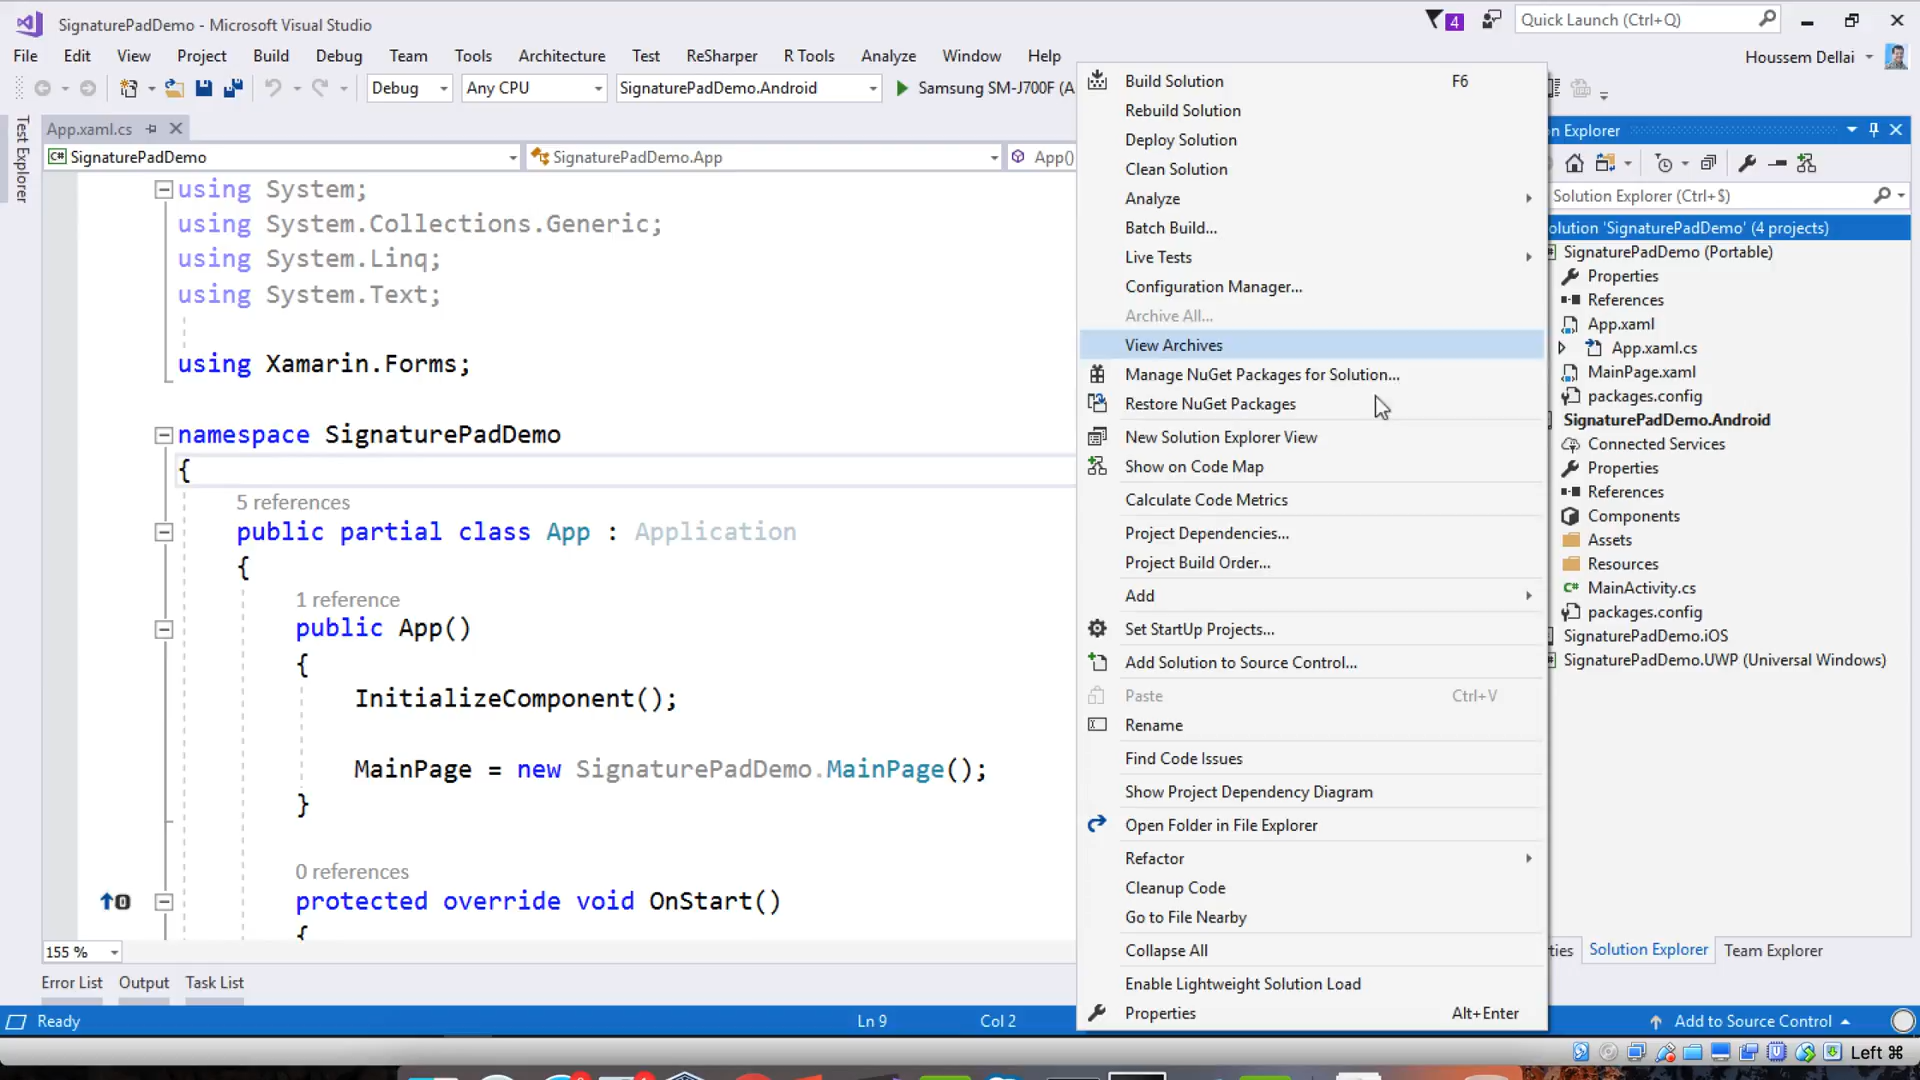 SignaturePadDemo - Microsoft Visual Studio
4
Quick Launch (Ctrl+Q)
File Edit View Project Build Debug Team Tools Architecture Test ReSharper R Tools Analyze Window Help
Houssem Dellai
Debug Any CPU SignaturePadDemo.Android Samsung SM-J700F (A
Test Explorer
App.xaml.cs
C# SignaturePadDemo SignaturePadDemo.App App()
using System;
using System.Collections.Generic;
using System.Linq;
using System.Text;
using Xamarin.Forms;
namespace SignaturePadDemo
{
5 references
public partial class App : Application
{
1 reference
public App()
{
InitializeComponent();
MainPage = new SignaturePadDemo.MainPage();
}
0 references
protected override void OnStart()
{
155 %
Error List Output Task List
Ready Ln 9 Col 2
Build Solution F6
Rebuild Solution
Deploy Solution
Clean Solution
Analyze
Batch Build...
Live Tests
Configuration Manager...
Archive All...
View Archives
Manage NuGet Packages for Solution...
Restore NuGet Packages
New Solution Explorer View
Show on Code Map
Calculate Code Metrics
Project Dependencies...
Project Build Order...
Add
Set StartUp Projects...
Add Solution to Source Control...
Paste Ctrl+V
Rename
Find Code Issues
Show Project Dependency Diagram
Open Folder in File Explorer
Refactor
Cleanup Code
Go to File Nearby
Collapse All
Enable Lightweight Solution Load
Properties Alt+Enter
n Explorer
Solution Explorer (Ctrl+$)
olution 'SignaturePadDemo' (4 projects)
SignaturePadDemo (Portable)
Properties
References
App.xaml
App.xaml.cs
MainPage.xaml
packages.config
SignaturePadDemo.Android
Connected Services
Properties
References
Components
Assets
Resources
C# MainActivity.cs
packages.config
SignaturePadDemo.iOS
SignaturePadDemo.UWP (Universal Windows)
ties Solution Explorer Team Explorer
Add to Source Control
Left ⌘